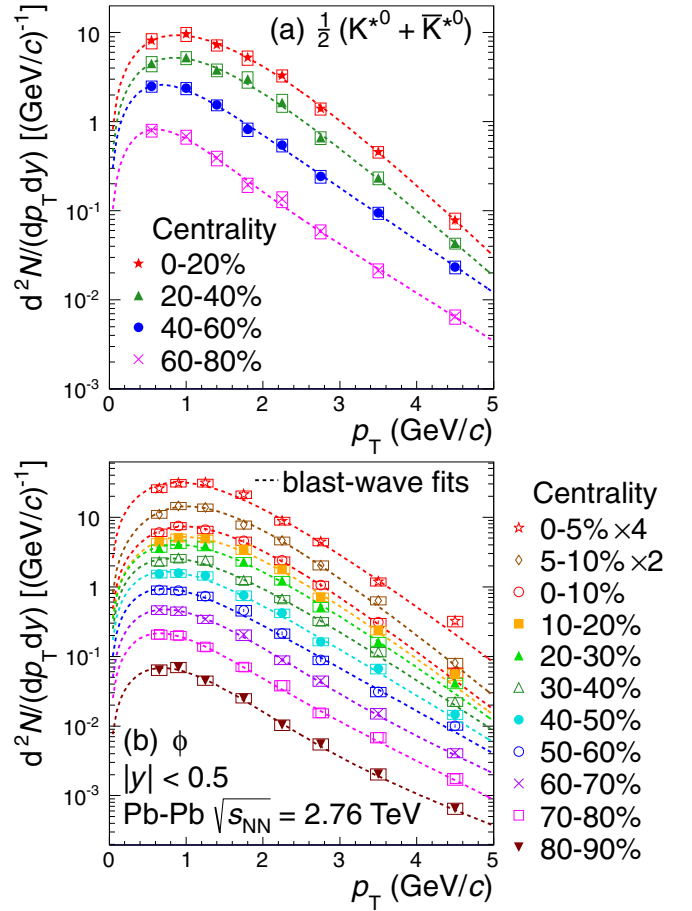 (a) ½ (K*⁰ + K̅*⁰)
d²N/(dp_T dy) [(GeV/c)⁻¹]
10
1
10⁻¹
10⁻²
10⁻³
Centrality
0-20%
20-40%
40-60%
60-80%
0 1 2 3 4 5
p_T (GeV/c)
d²N/(dp_T dy) [(GeV/c)⁻¹]
10
1
10⁻¹
10⁻²
10⁻³
blast-wave fits
(b) ϕ
|y| < 0.5
Pb-Pb √s_NN = 2.76 TeV
0 1 2 3 4 5
p_T (GeV/c)
Centrality
0-5% ×4
5-10% ×2
0-10%
10-20%
20-30%
30-40%
40-50%
50-60%
60-70%
70-80%
80-90%